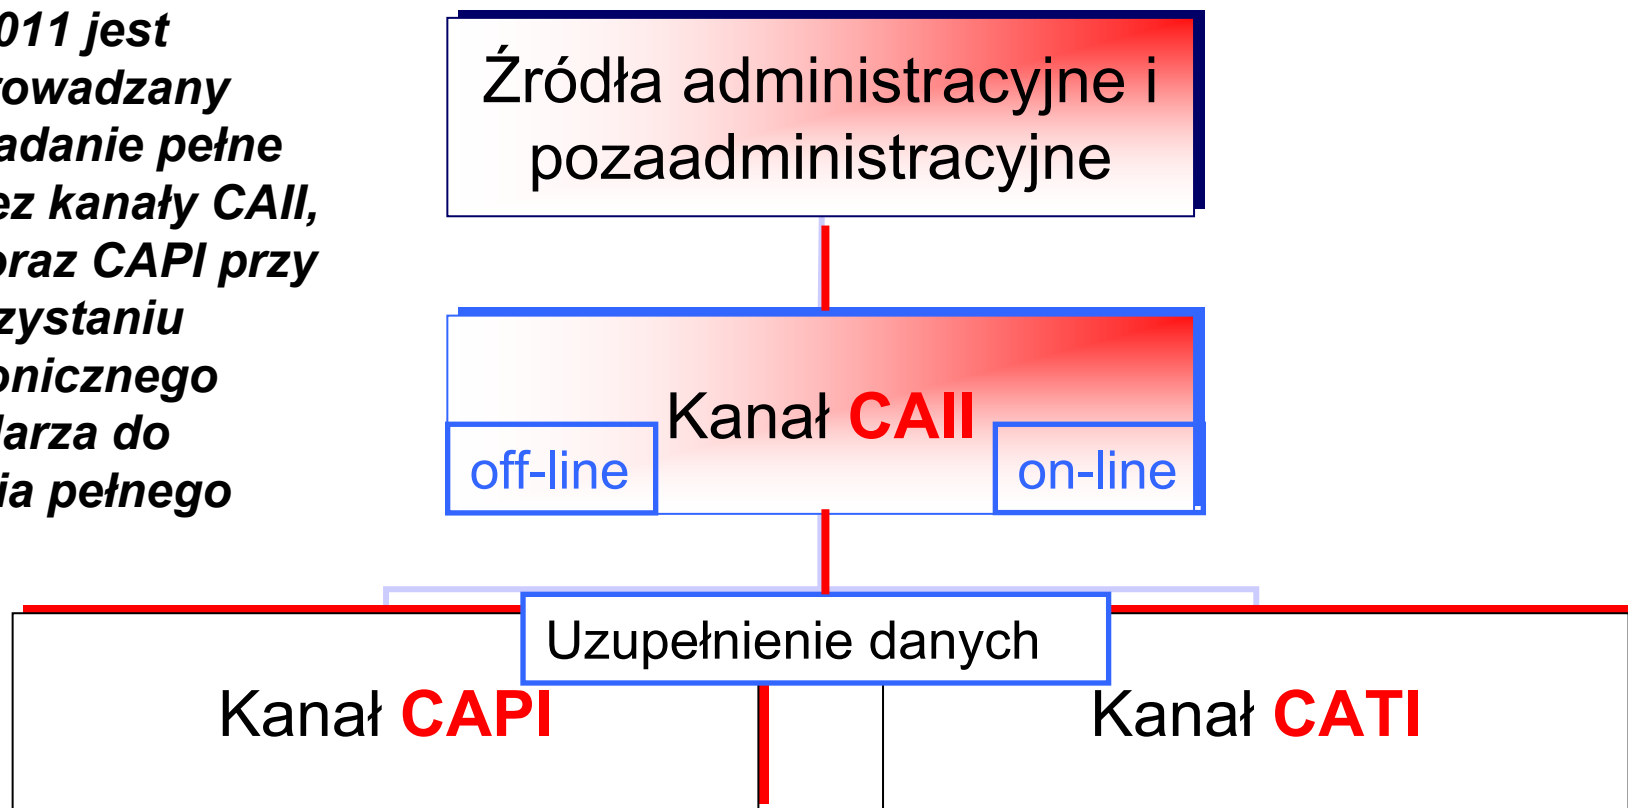 011 jest
rowadzany
adanie pełne
ez kanały CAII,
oraz CAPI przy
zystaniu
onicznego
larza do
ia pełnego
Źródła administracyjne i
pozaadministracyjne
Kanał CAII
off-line
on-line
Uzupełnienie danych
Kanał CAPI
Kanał CATI